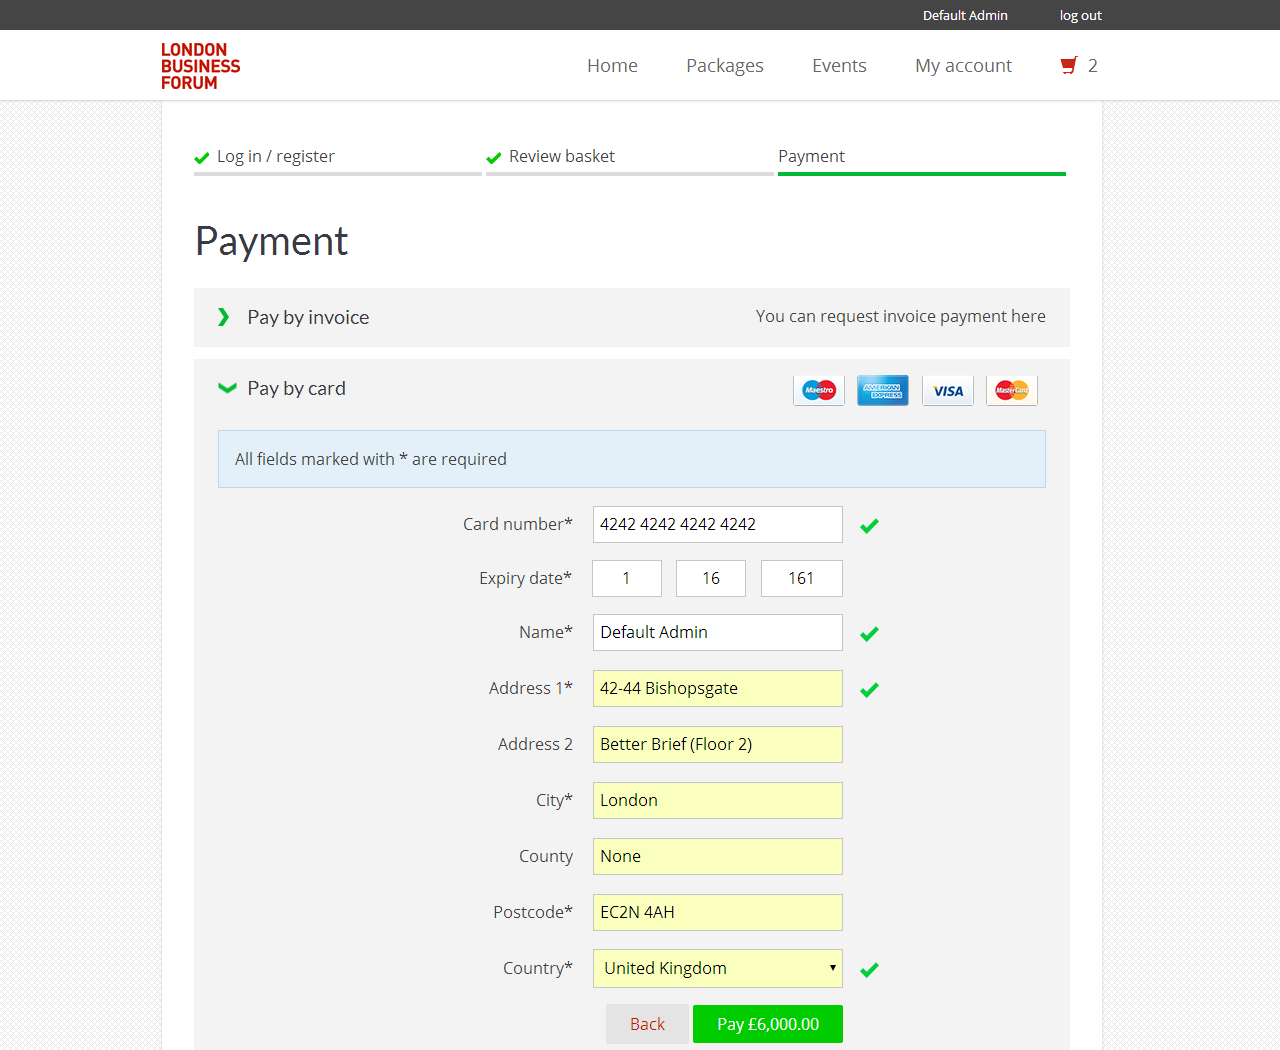 Default Admin log out
LONDON
BUSINESS
FORUM
Home Packages Events My account 2
Log in / register Review basket Payment
Payment
Pay by invoice You can request invoice payment here
Pay by card Maestro AMERICAN EXPRESS VISA MasterCard
All fields marked with * are required
Card number* 4242 4242 4242 4242
Expiry date* 1 16 161
Name* Default Admin
Address 1* 42-44 Bishopsgate
Address 2 Better Brief (Floor 2)
City* London
County None
Postcode* EC2N 4AH
Country* United Kingdom
Back Pay £6,000.00